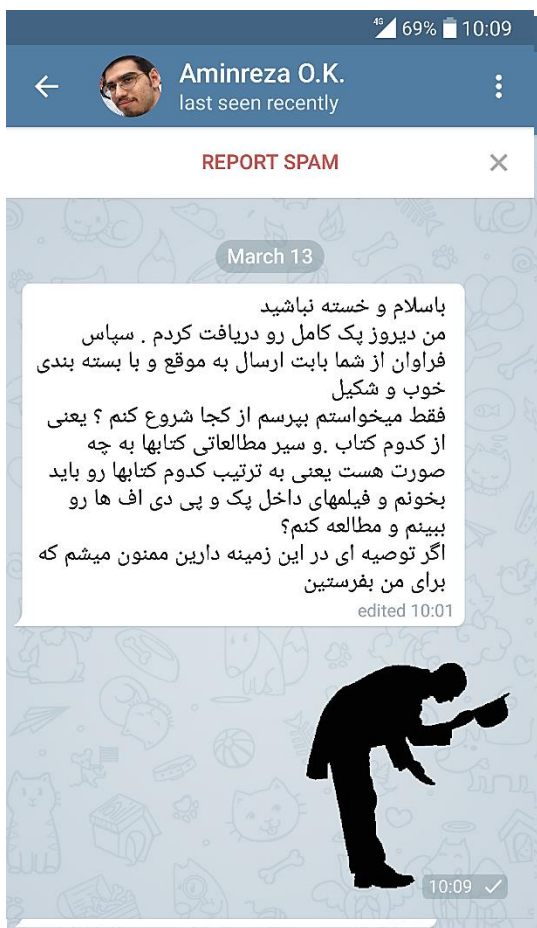 4G 69% 10:09
Aminreza O.K.
last seen recently
REPORT SPAM
March 13
باسلام و خسته نباشید
من دیروز پک کامل رو دریافت کردم . سپاس
فراوان از شما بابت ارسال به موقع و با بسته بندی
خوب و شکیل
فقط میخواستم بپرسم از کجا شروع کنم ؟ یعنی
از کدوم کتاب .و سیر مطالعاتی کتابها به چه
صورت هست یعنی به ترتیب کدوم کتابها رو باید
بخونم و فیلمهای داخل پک و پی دی اف ها رو
ببینم و مطالعه کنم؟
اگر توصیه ای در این زمینه دارین ممنون میشم که
برای من بفرستین
edited 10:01
10:09